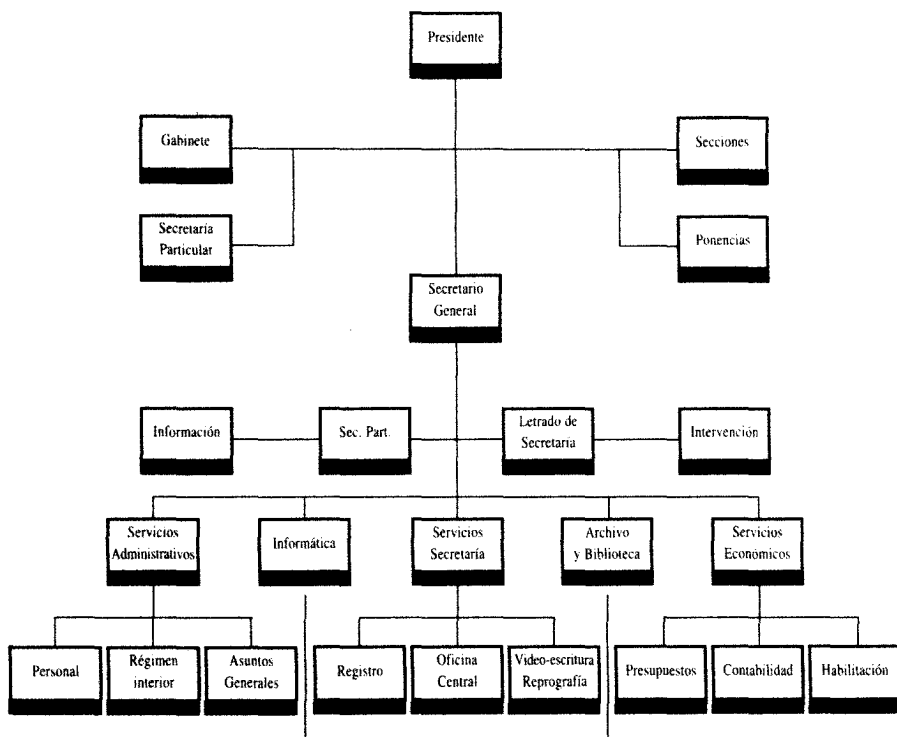 Presidente
Gabinete
Secciones
Secretaría
Particular
Ponencias
Secretario
General
Información
Sec. Part.
Letrado de
Secretaría
Intervención
Servicios
Administrativos
Informática
Servicios
Secretaría
Archivo
y Biblioteca
Servicios
Económicos
Personal
Régimen
interior
Asuntos
Generales
Registro
Oficina
Central
Video-escritura
Reprografía
Presupuestos
Contabilidad
Habilitación